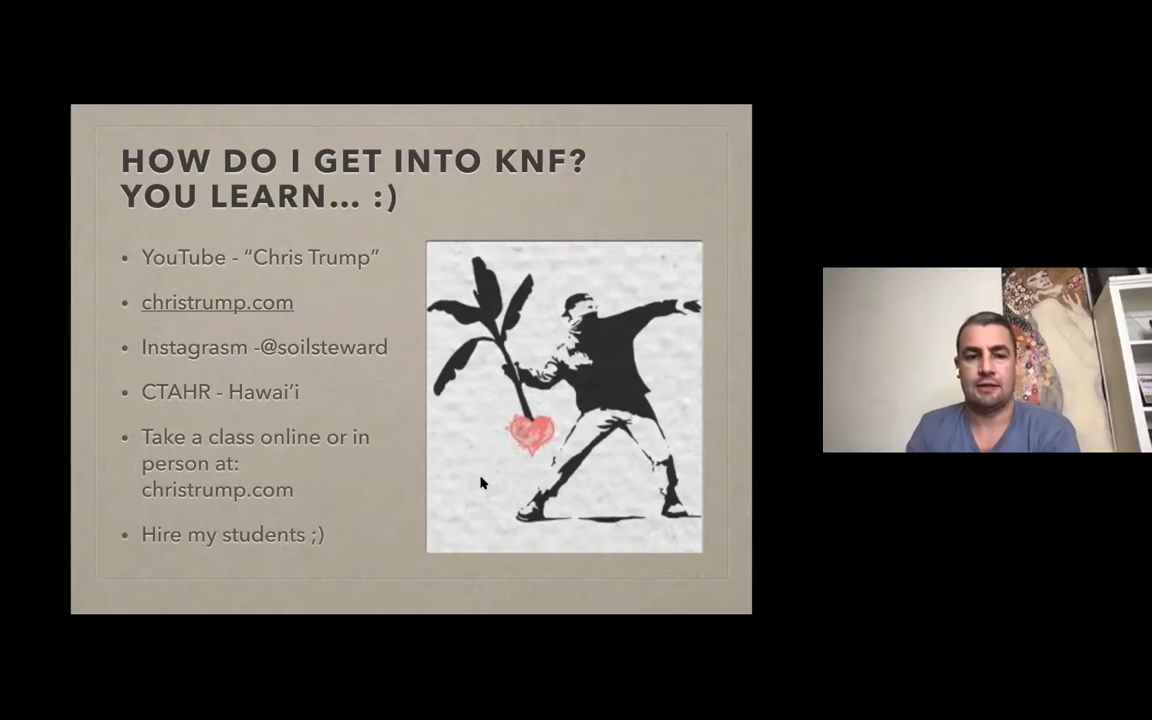 HOW DO I GET INTO KNF?
YOU LEARN... :)
• YouTube - “Chris Trump”
• christrump.com
• Instagrasm -@soilsteward
• CTAHR - Hawai’i
• Take a class online or in
person at:
christrump.com
• Hire my students ;)